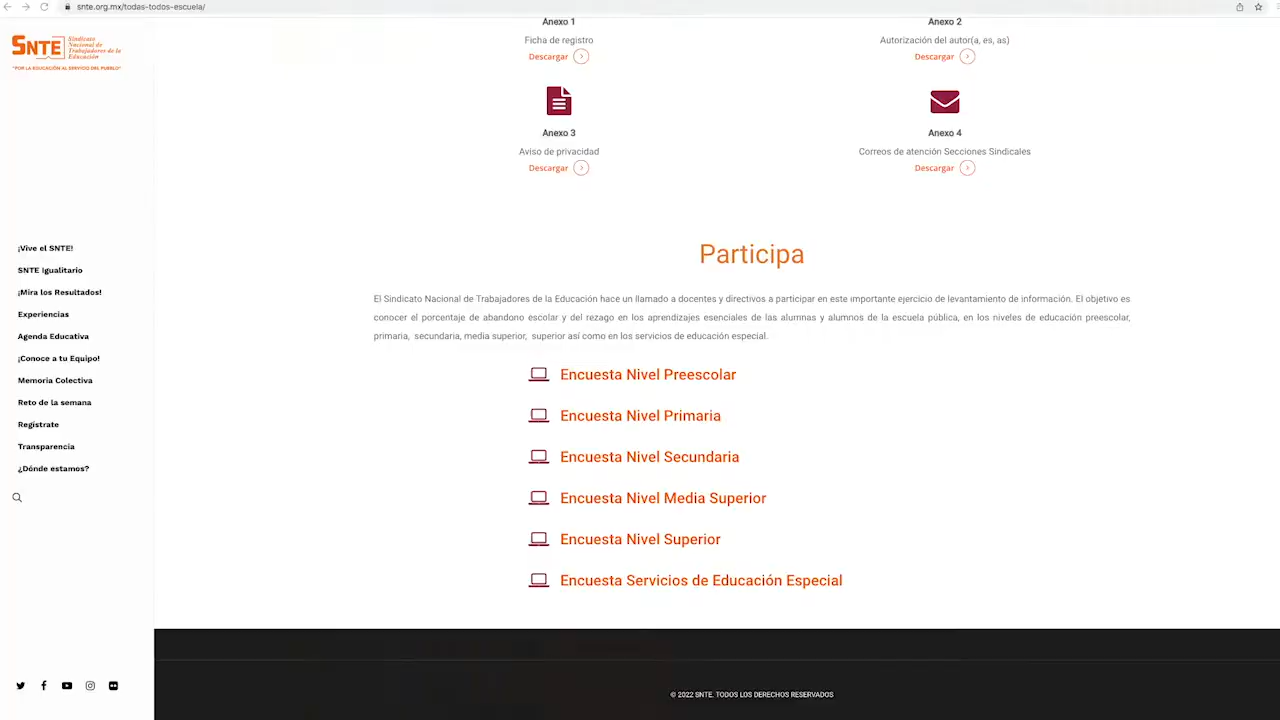 snte.org.mx/todas-todos-escuela/
SNTE
Sindicato
Nacional de
Trabajadores de la
Educación
"POR LA EDUCACIÓN AL SERVICIO DEL PUEBLO"
¡Vive el SNTE!
SNTE Igualitario
¡Mira los Resultados!
Experiencias
Agenda Educativa
¡Conoce a tu Equipo!
Memoria Colectiva
Reto de la semana
Regístrate
Transparencia
¿Dónde estamos?
Anexo 1
Ficha de registro
Descargar
Anexo 2
Autorización del autor(a, es, as)
Descargar
Anexo 3
Aviso de privacidad
Descargar
Anexo 4
Correos de atención Secciones Sindicales
Descargar
Participa
El Sindicato Nacional de Trabajadores de la Educación hace un llamado a docentes y directivos a participar en este importante ejercicio de levantamiento de información. El objetivo es
conocer el porcentaje de abandono escolar y del rezago en los aprendizajes esenciales de las alumnas y alumnos de la escuela pública, en los niveles de educación preescolar,
primaria, secundaria, media superior, superior así como en los servicios de educación especial.
Encuesta Nivel Preescolar
Encuesta Nivel Primaria
Encuesta Nivel Secundaria
Encuesta Nivel Media Superior
Encuesta Nivel Superior
Encuesta Servicios de Educación Especial
© 2022 SNTE. TODOS LOS DERECHOS RESERVADOS